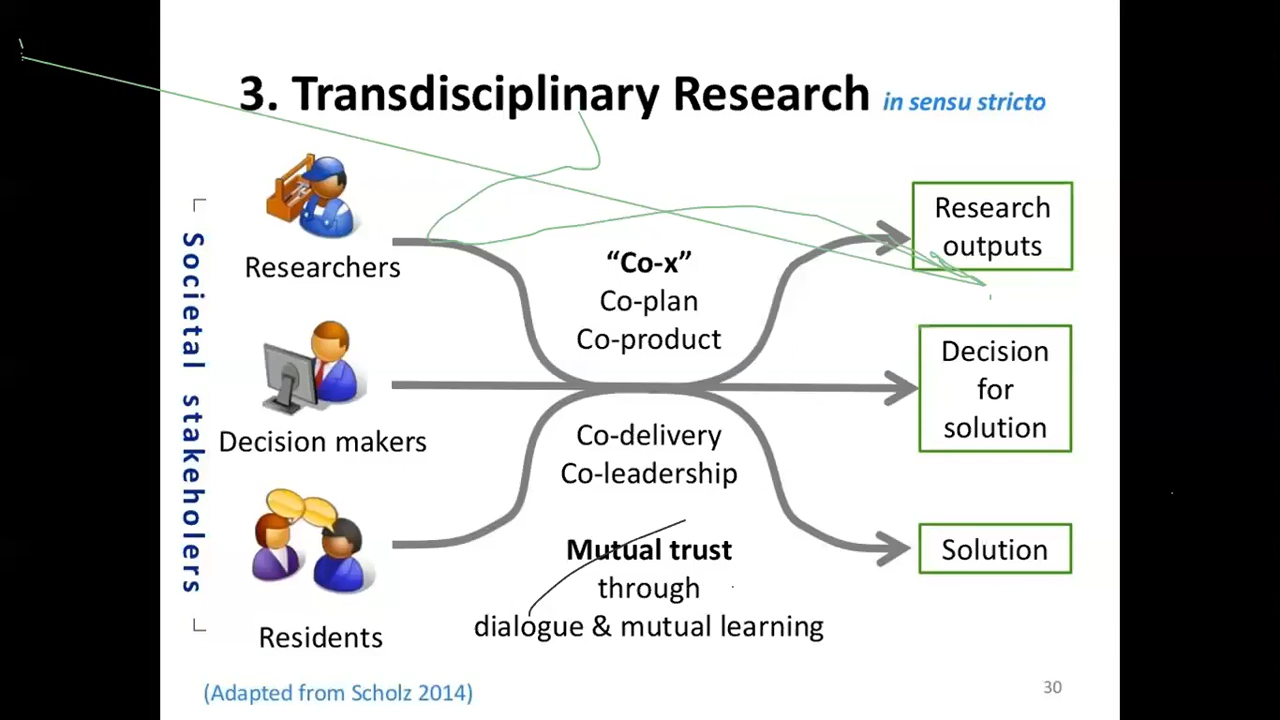 3. Transdisciplinary Research in sensu stricto
Societal stakeholers
Researchers
Decision makers
Residents
“Co-x”
Co-plan
Co-product
Co-delivery
Co-leadership
Mutual trust
through
dialogue & mutual learning
Research
outputs
Decision
for
solution
Solution
(Adapted from Scholz 2014)
30